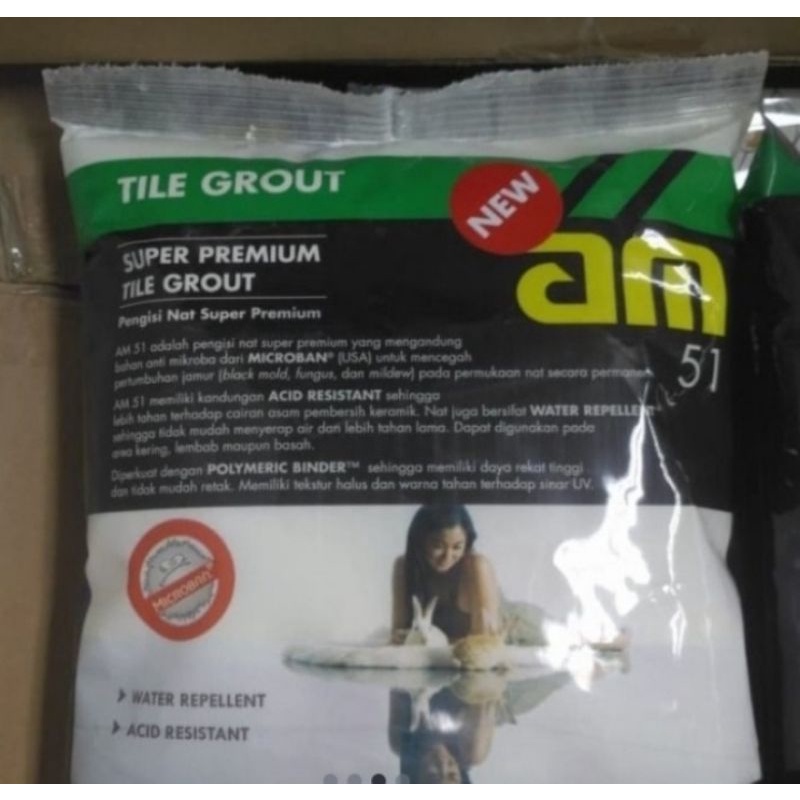 TILE GROUT
NEW
am
51
SUPER PREMIUM
TILE GROUT
Pengisi Nat Super Premium
AM 51 adalah pengisi nat super premium yang mengandung
bahan anti mikroba dari MICROBAN® (USA) untuk mencegah
pertumbuhan jamur (black mold, fungus, dan mildew) pada permukaan nat secara permanen
AM 51 memiliki kandungan ACID RESISTANT sehingga
lebih tahan terhadap cairan asam pembersih keramik. Nat juga bersifat WATER REPELLENT
sehingga tidak mudah menyerap air dan lebih tahan lama. Dapat digunakan pada
area kering, lembab maupun basah.
Diperkuat dengan POLYMERIC BINDER™ sehingga memiliki daya rekat tinggi
dan tidak mudah retak. Memiliki tekstur halus dan warna tahan terhadap sinar UV.
MICROBAN
WATER REPELLENT
ACID RESISTANT